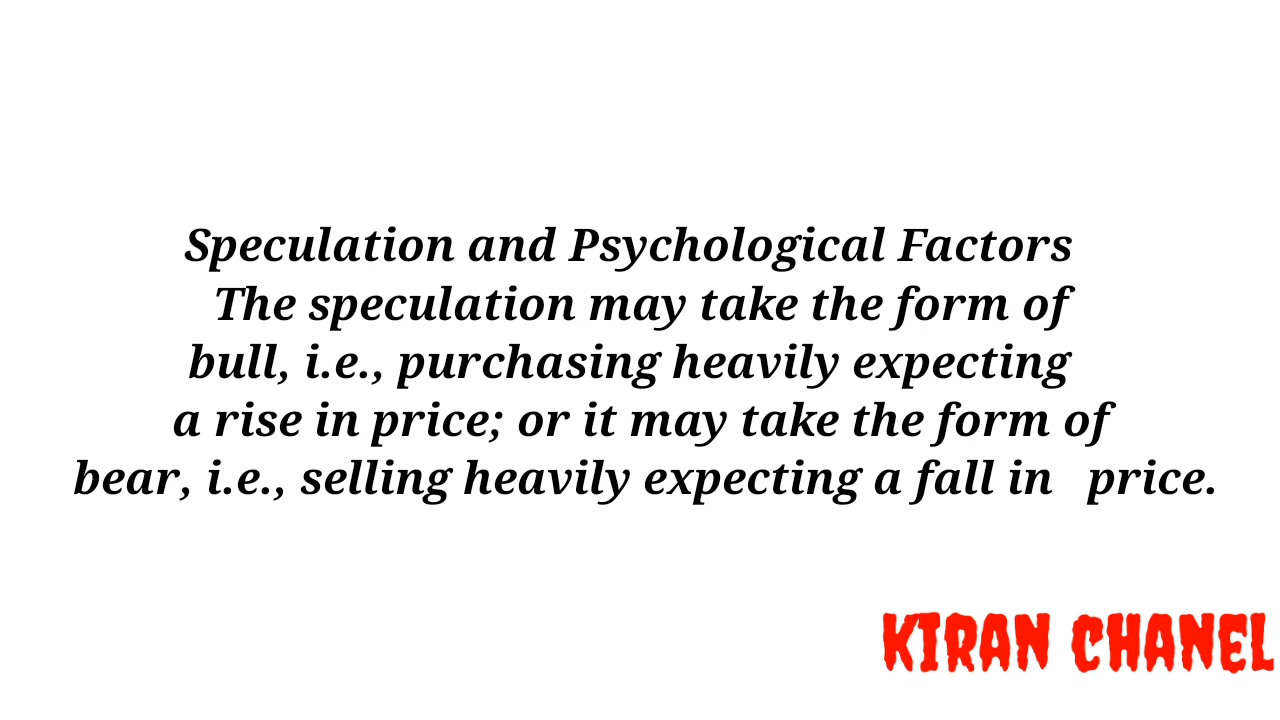 Speculation and Psychological Factors
The speculation may take the form of
bull, i.e., purchasing heavily expecting
a rise in price; or it may take the form of
bear, i.e., selling heavily expecting a fall in price.
KIRAN CHANEL